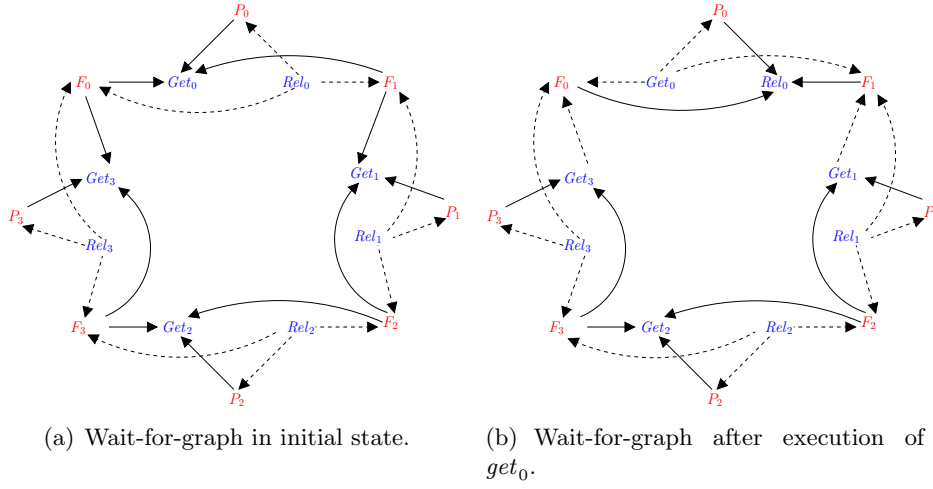 P₀ P₀
F₀ Get₀ Rel₀ F₁ F₀ Get₀ Rel₀ F₁
Get₃ Get₁ Get₃ Get₁
P₃ Rel₃ Rel₁ P₁ P₃ Rel₃ Rel₁ P
F₃ Get₂ Rel₂ F₂ F₃ Get₂ Rel₂ F₂
P₂ P₂
(a) Wait-for-graph in initial state.
(b) Wait-for-graph after execution of
get₀.